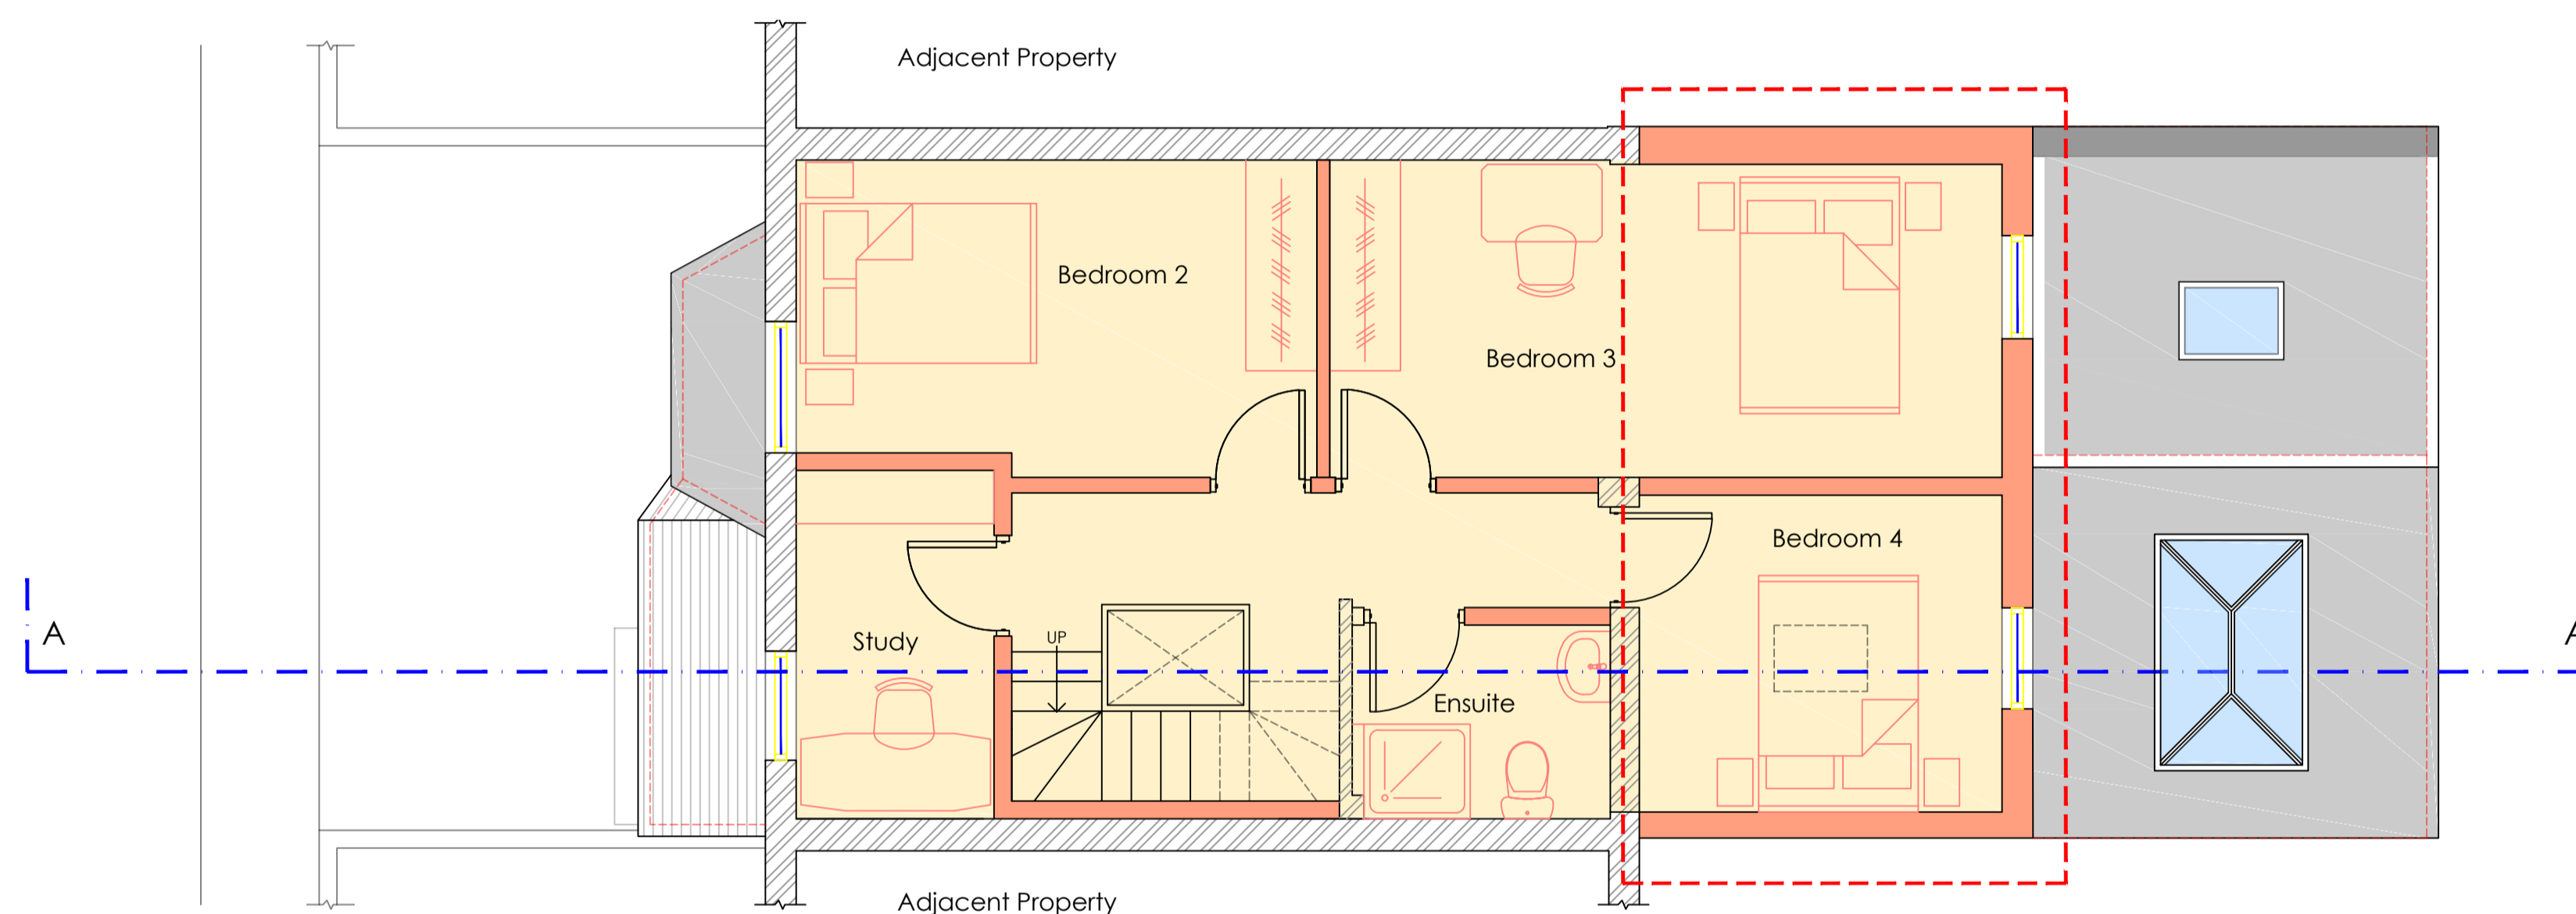 Adjacent Property
Bedroom 2
Bedroom 3
Bedroom 4
A
Study
UP
Ensuite
A
Adjacent Property